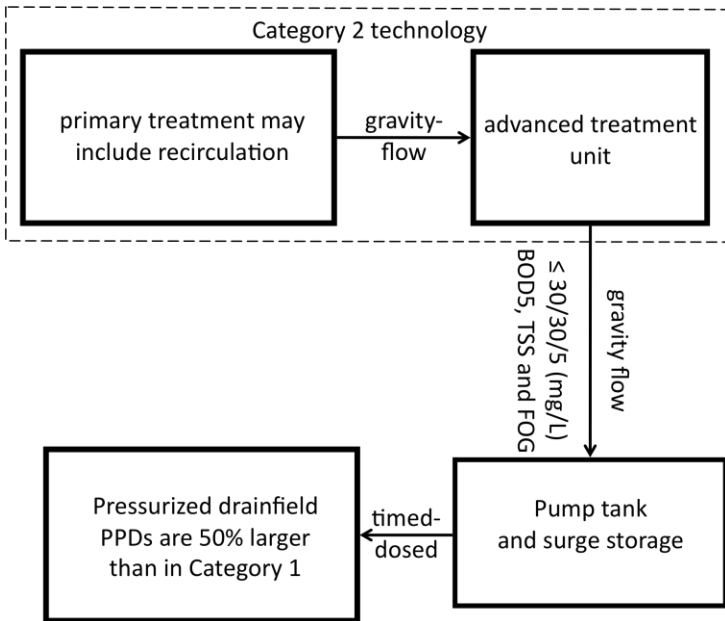 Category 2 technology
primary treatment may
include recirculation
gravity-
flow
advanced treatment
unit
≤ 30/30/5 (mg/L)
BOD5, TSS and FOG
gravity flow
Pressurized drainfield
PPDs are 50% larger
than in Category 1
timed-
dosed
Pump tank
and surge storage